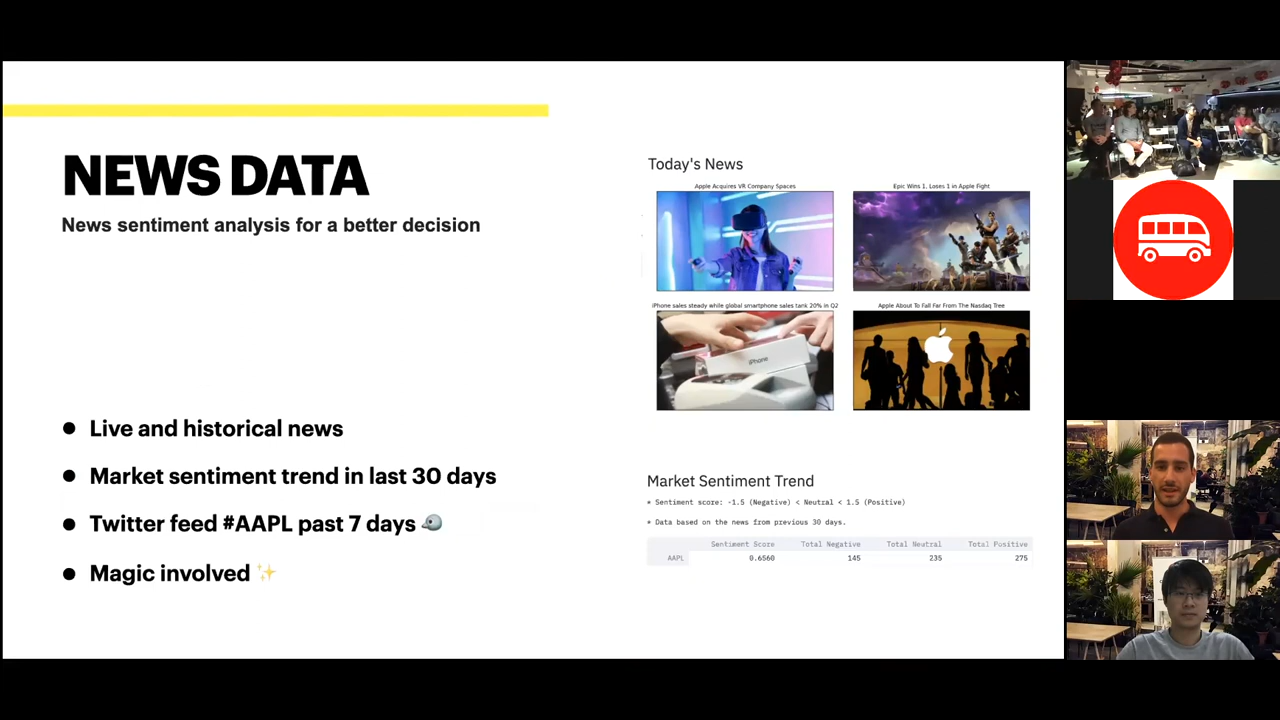 NEWS DATA
News sentiment analysis for a better decision
Live and historical news
Market sentiment trend in last 30 days
Twitter feed #AAPL past 7 days
Magic involved
Today's News
Apple Acquires VR Company Spaces
Epic Wins 1, Loses 1 in Apple Fight
iPhone sales steady while global smartphone sales tank 20% in Q2
Apple About To Fall Far From The Nasdaq Tree
iPhone
Market Sentiment Trend
* Sentiment score: -1.5 (Negative) < Neutral < 1.5 (Positive)
* Data based on the news from previous 30 days.
Sentiment Score Total Negative Total Neutral Total Positive
AAPL 0.6560 145 235 275